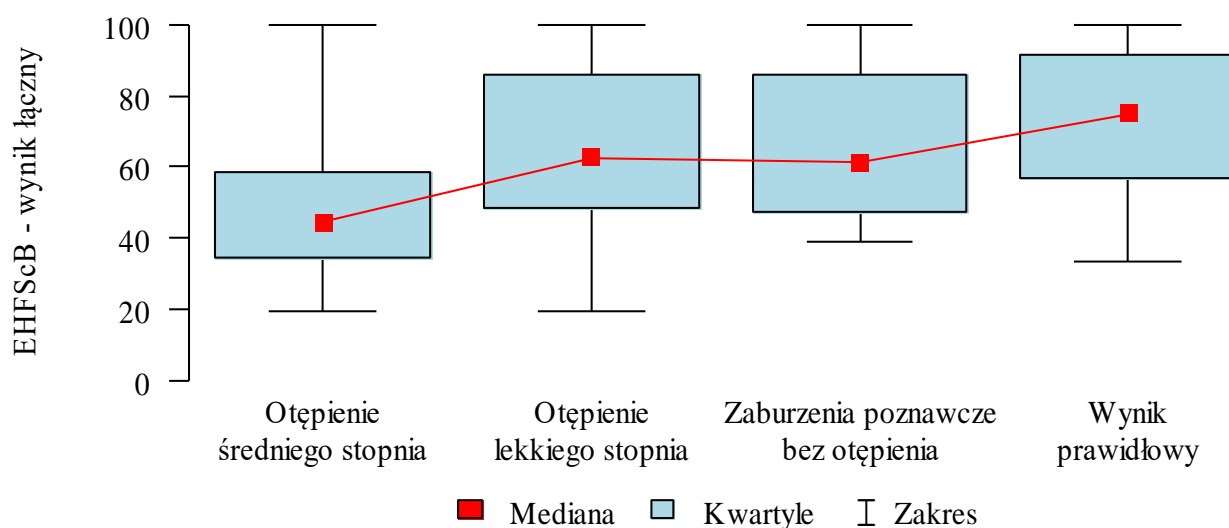 EHFScB - wynik łączny
100
80
60
40
20
0
Otępienie
średniego stopnia
Otępienie
lekkiego stopnia
Zaburzenia poznawcze
bez otępienia
Wynik
prawidłowy
Mediana Kwartyle Zakres